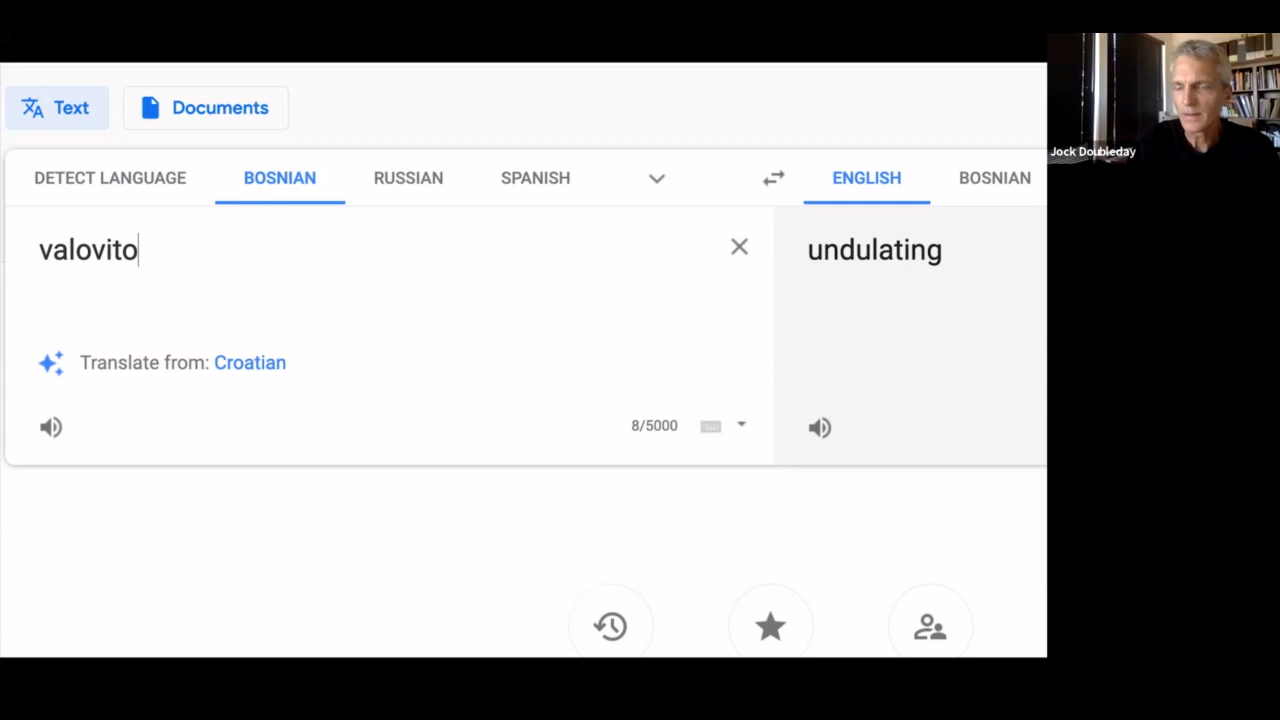 Text Documents
Jock Doubleday
DETECT LANGUAGE BOSNIAN RUSSIAN SPANISH ENGLISH BOSNIAN
valovito undulating
Translate from: Croatian
8/5000